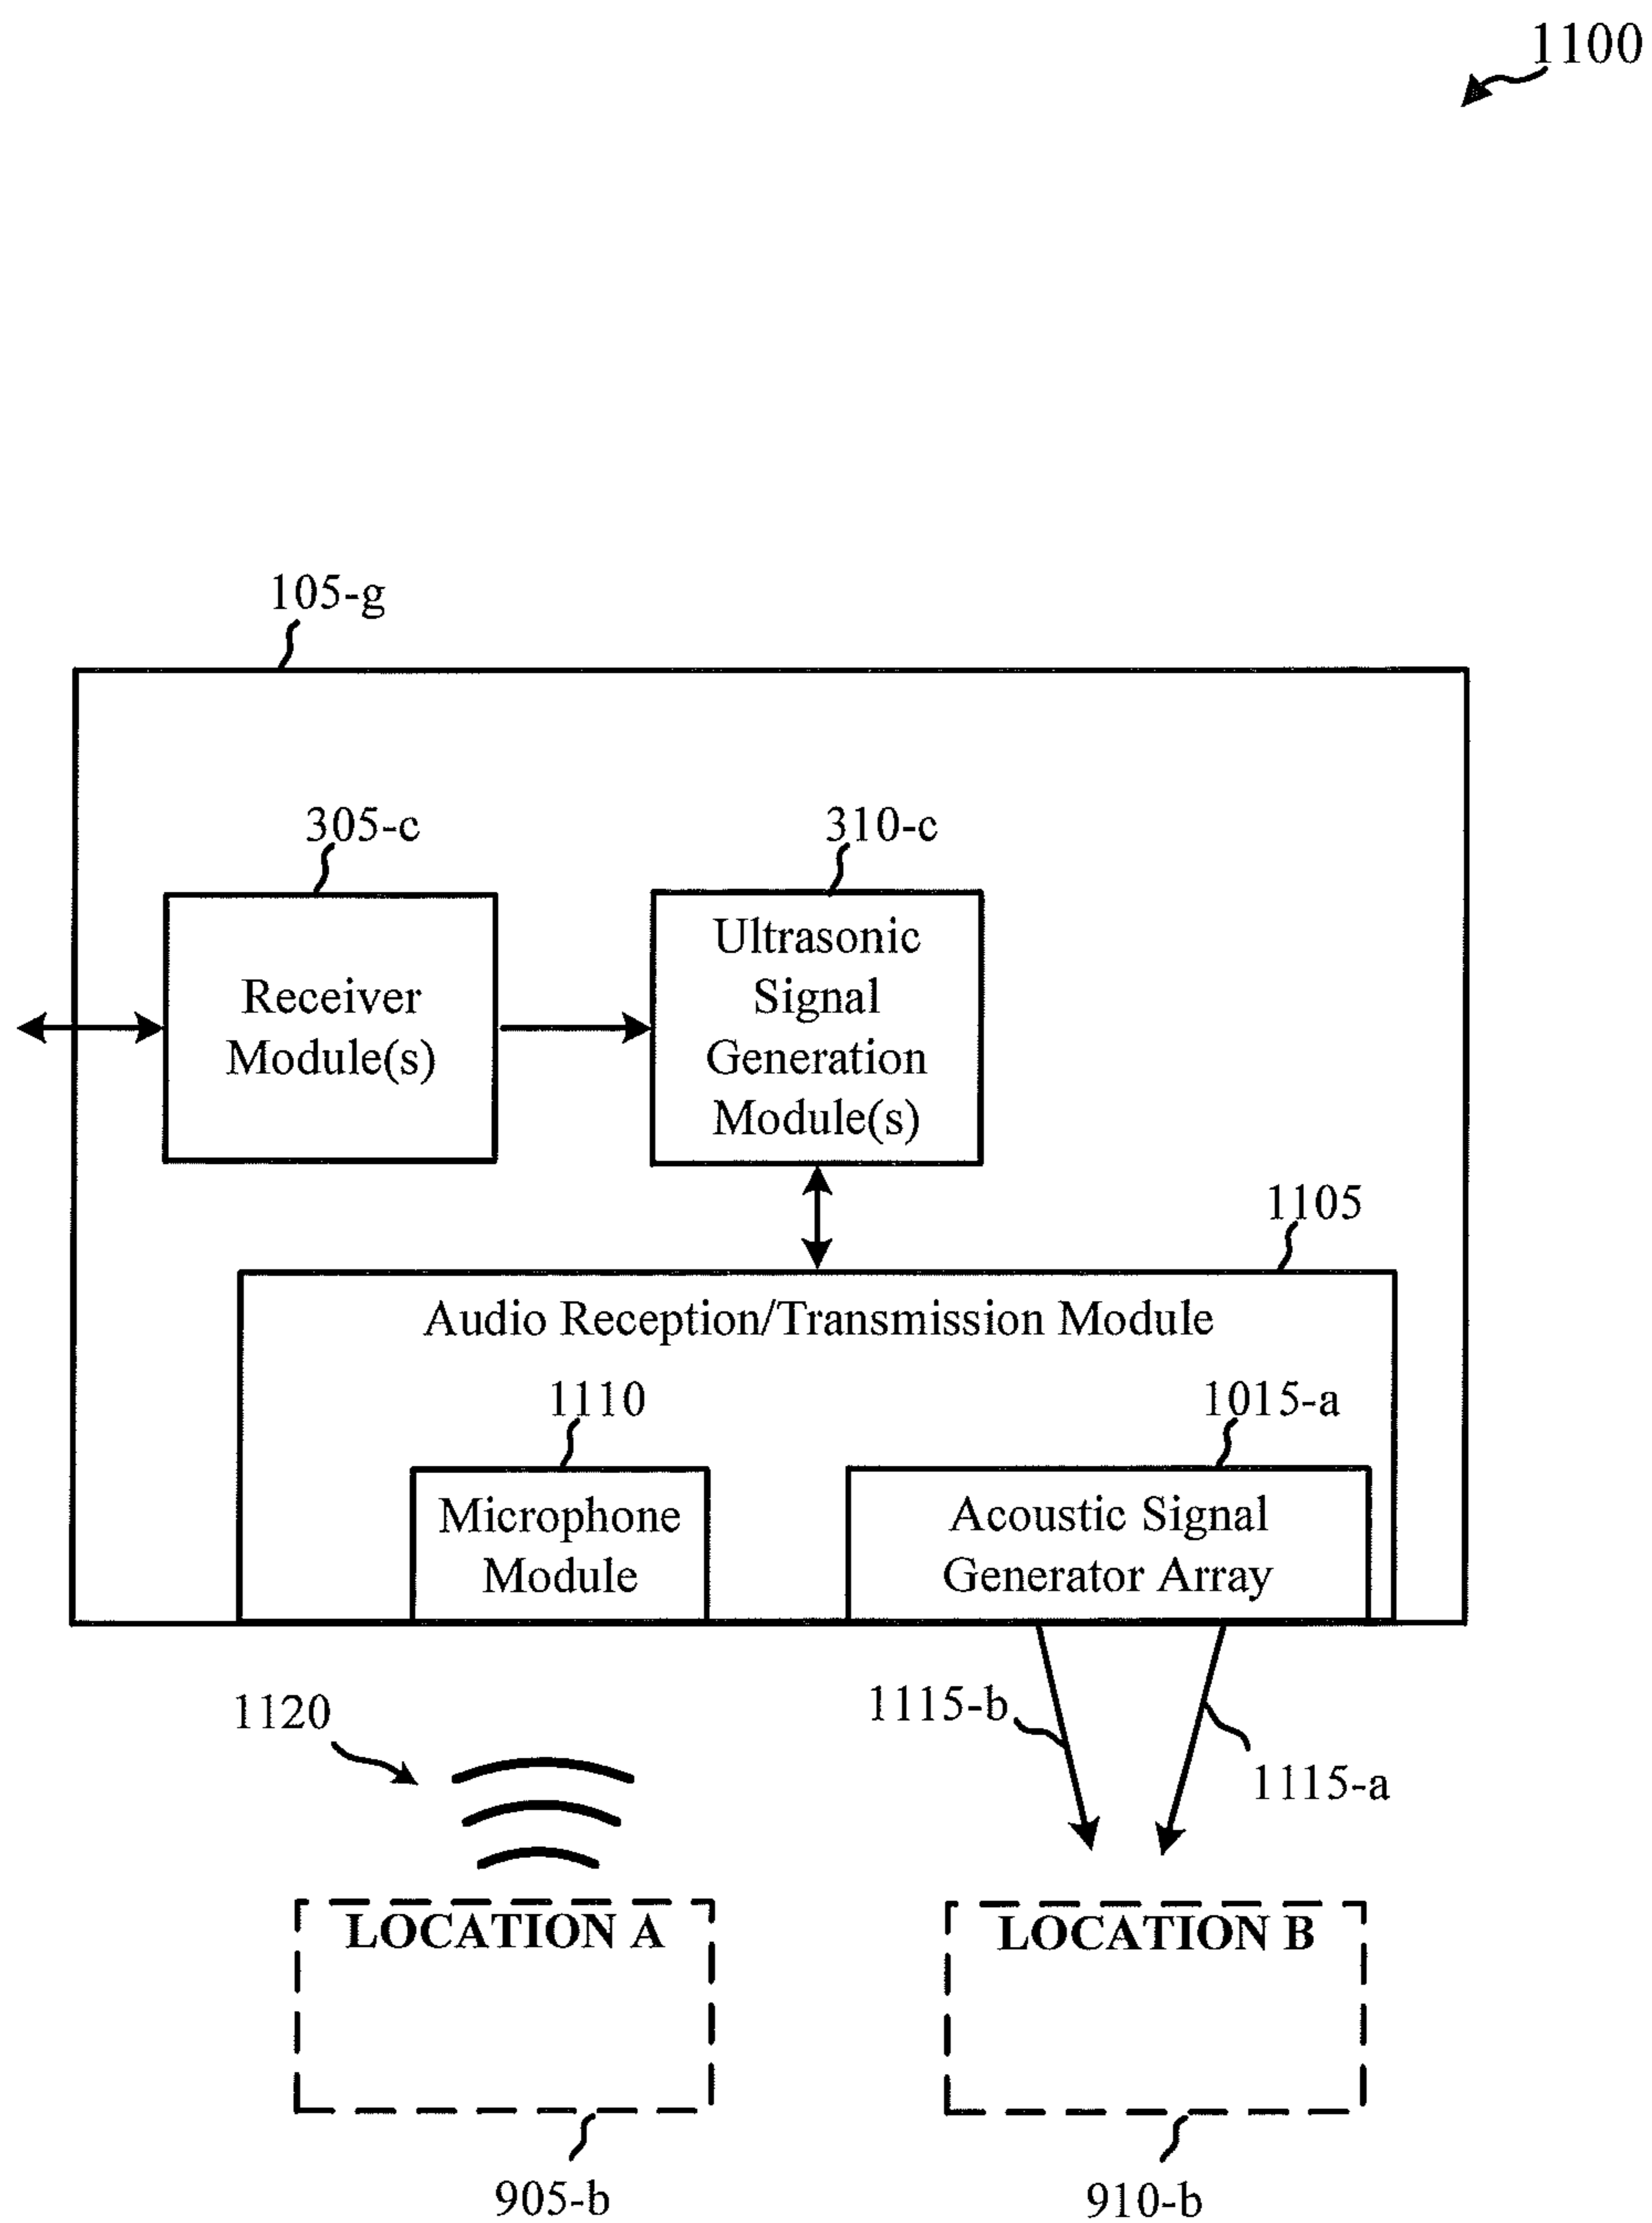 1100
105-g
305-c
310-c
Receiver
Module(s)
Ultrasonic
Signal
Generation
Module(s)
1105
Audio Reception/Transmission Module
1110
1015-a
Microphone
Module
Acoustic Signal
Generator Array
1120
1115-b
1115-a
LOCATION A
LOCATION B
905-b
910-b